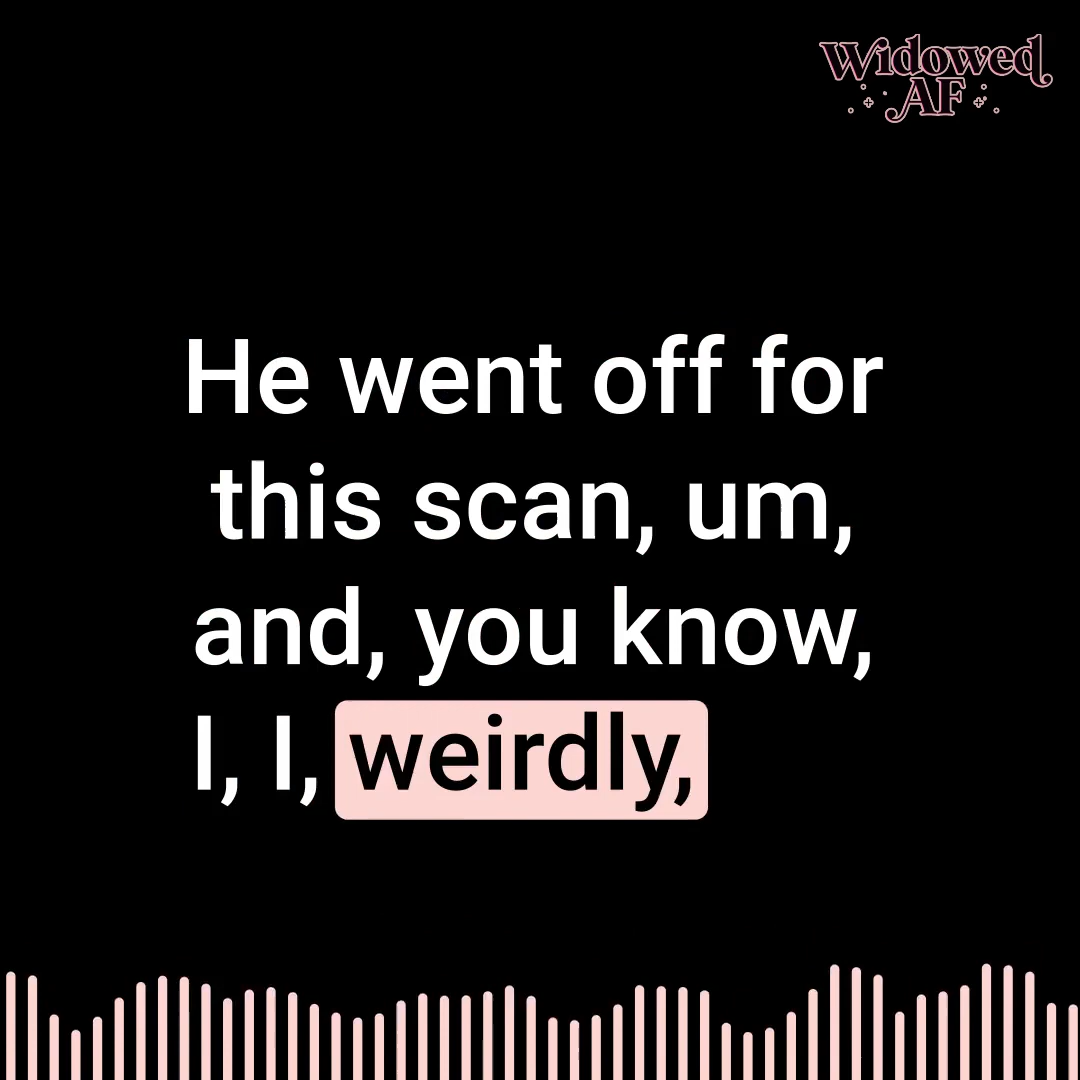 Widowed
AF
He went off for
this scan, um,
and, you know,
I, I, weirdly,